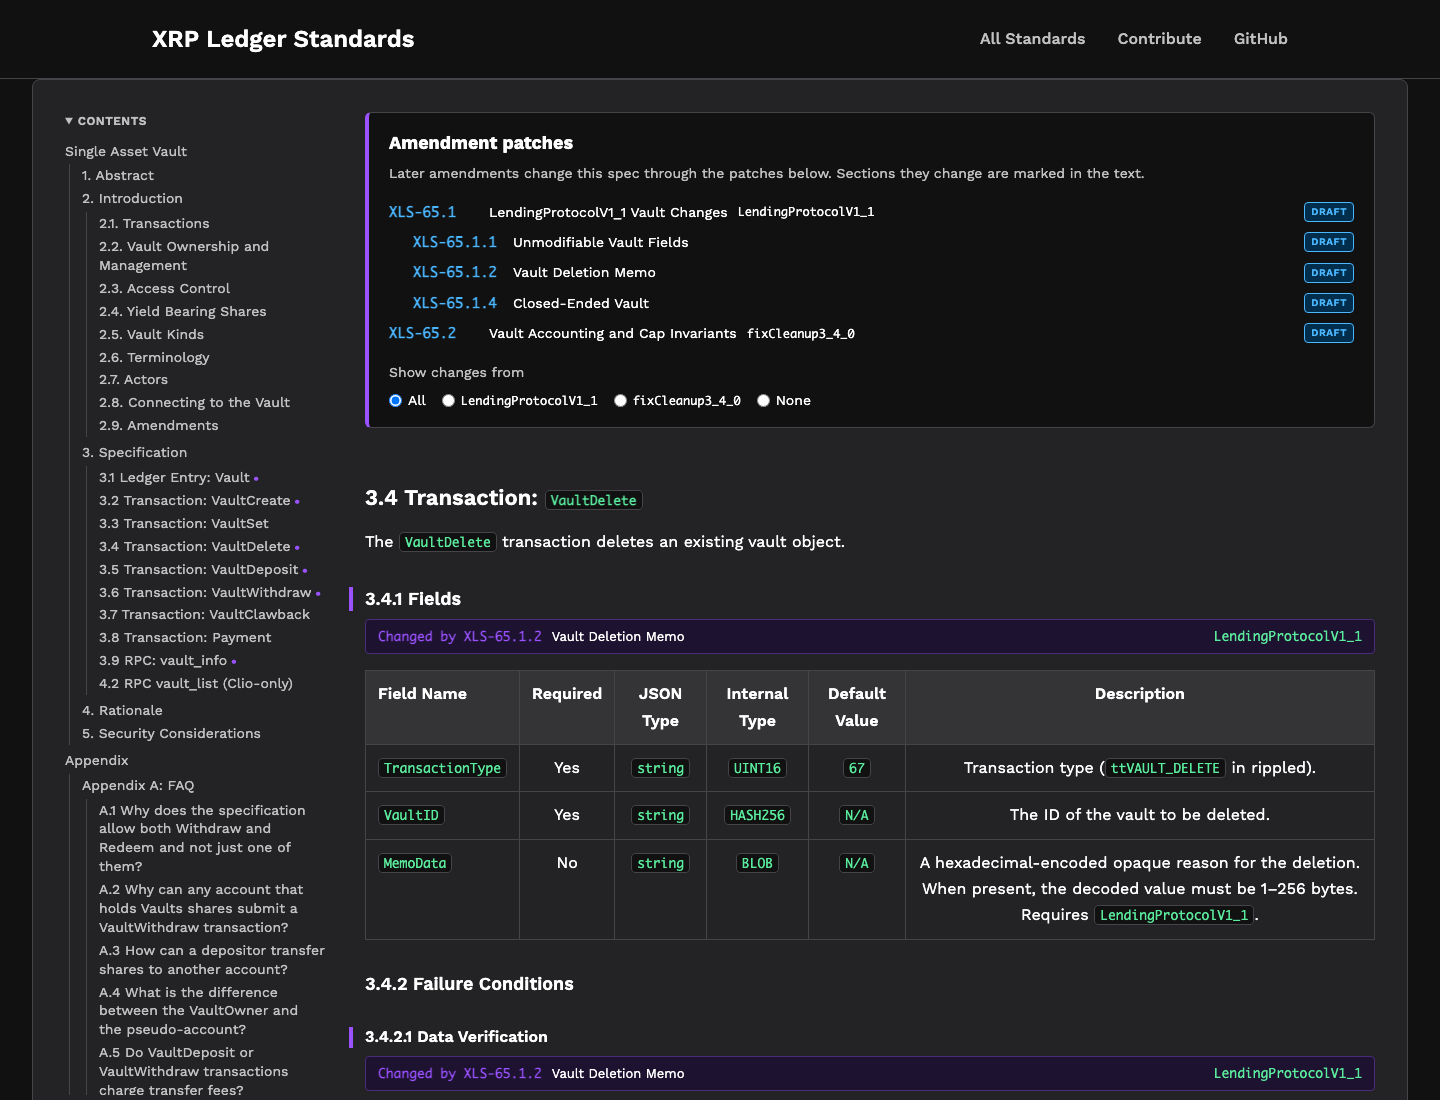 XRP Ledger Standards
All Standards
Contribute
GitHub
▼ CONTENTS
Single Asset Vault
1. Abstract
2. Introduction
2.1. Transactions
2.2. Vault Ownership and
Management
2.3. Access Control
2.4. Yield Bearing Shares
2.5. Vault Kinds
2.6. Terminology
2.7. Actors
2.8. Connecting to the Vault
2.9. Amendments
3. Specification
3.1 Ledger Entry: Vault •
3.2 Transaction: VaultCreate •
3.3 Transaction: VaultSet
3.4 Transaction: VaultDelete •
3.5 Transaction: VaultDeposit •
3.6 Transaction: VaultWithdraw •
3.7 Transaction: VaultClawback
3.8 Transaction: Payment
3.9 RPC: vault_info •
4.2 RPC vault_list (Clio-only)
4. Rationale
5. Security Considerations
Appendix
Appendix A: FAQ
A.1 Why does the specification
allow both Withdraw and
Redeem and not just one of
them?
A.2 Why can any account that
holds Vaults shares submit a
VaultWithdraw transaction?
A.3 How can a depositor transfer
shares to another account?
A.4 What is the difference
between the VaultOwner and
the pseudo-account?
A.5 Do VaultDeposit or
VaultWithdraw transactions
charge transfer fees?
Amendment patches
Later amendments change this spec through the patches below. Sections they change are marked in the text.
XLS-65.1 LendingProtocolV1_1 Vault Changes LendingProtocolV1_1 DRAFT
XLS-65.1.1 Unmodifiable Vault Fields DRAFT
XLS-65.1.2 Vault Deletion Memo DRAFT
XLS-65.1.4 Closed-Ended Vault DRAFT
XLS-65.2 Vault Accounting and Cap Invariants fixCleanup3_4_0 DRAFT
Show changes from
All LendingProtocolV1_1 fixCleanup3_4_0 None
3.4 Transaction: VaultDelete
The VaultDelete transaction deletes an existing vault object.
3.4.1 Fields
Changed by XLS-65.1.2 Vault Deletion Memo LendingProtocolV1_1
Field Name Required JSON Type Internal Type Default Value Description
TransactionType Yes string UINT16 67 Transaction type (ttVAULT_DELETE in rippled).
VaultID Yes string HASH256 N/A The ID of the vault to be deleted.
MemoData No string BLOB N/A A hexadecimal-encoded opaque reason for the deletion.
When present, the decoded value must be 1–256 bytes.
Requires LendingProtocolV1_1.
3.4.2 Failure Conditions
3.4.2.1 Data Verification
Changed by XLS-65.1.2 Vault Deletion Memo LendingProtocolV1_1